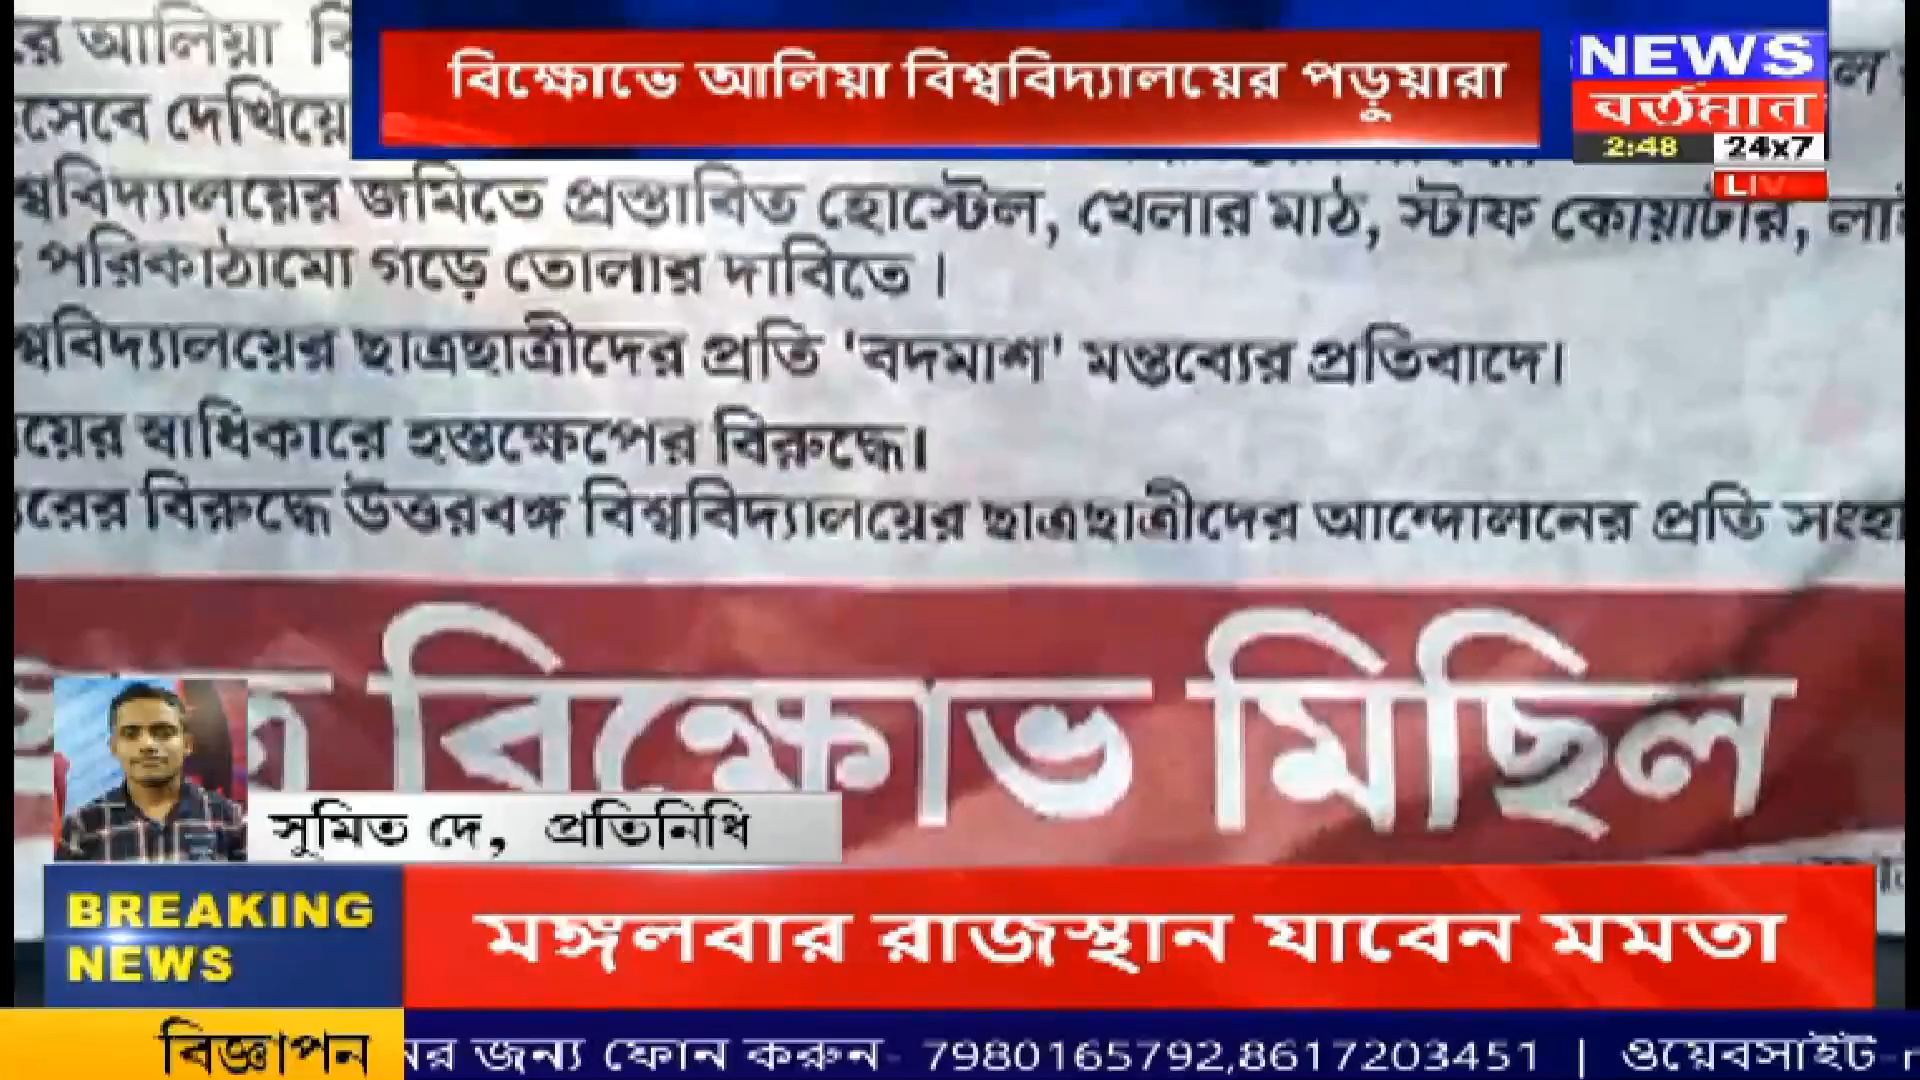 বিক্ষোভে আলিয়া বিশ্ববিদ্যালয়ের পড়ুয়ারা
NEWS
বর্তমান
2:48 24x7
LIV
রে আলিয়া বি
সেবে দেখিয়ে
শ্ববিদ্যালয়ের জমিতে প্রস্তাবিত হোস্টেল, খেলার মাঠ, স্টাফ কোয়ার্টার, লাই
পরিকাঠামো গড়ে তোলার দাবিতে।
শ্ববিদ্যালয়ের ছাত্রছাত্রীদের প্রতি 'বদমাশ' মন্তব্যের প্রতিবাদে।
য়ের স্বাধিকারে হস্তক্ষেপের বিরুদ্ধে।
য়ের বিরুদ্ধে উত্তরবঙ্গ বিশ্ববিদ্যালয়ের ছাত্রছাত্রীদের আন্দোলনের প্রতি সংহ
বিক্ষোভ মিছিল
সুমিত দে, প্রতিনিধি
BREAKING
NEWS
মঙ্গলবার রাজস্থান যাবেন মমতা
বিজ্ঞাপন নর জন্য ফোন করুন- 7980165792,8617203451 | ওয়েবসাইট-